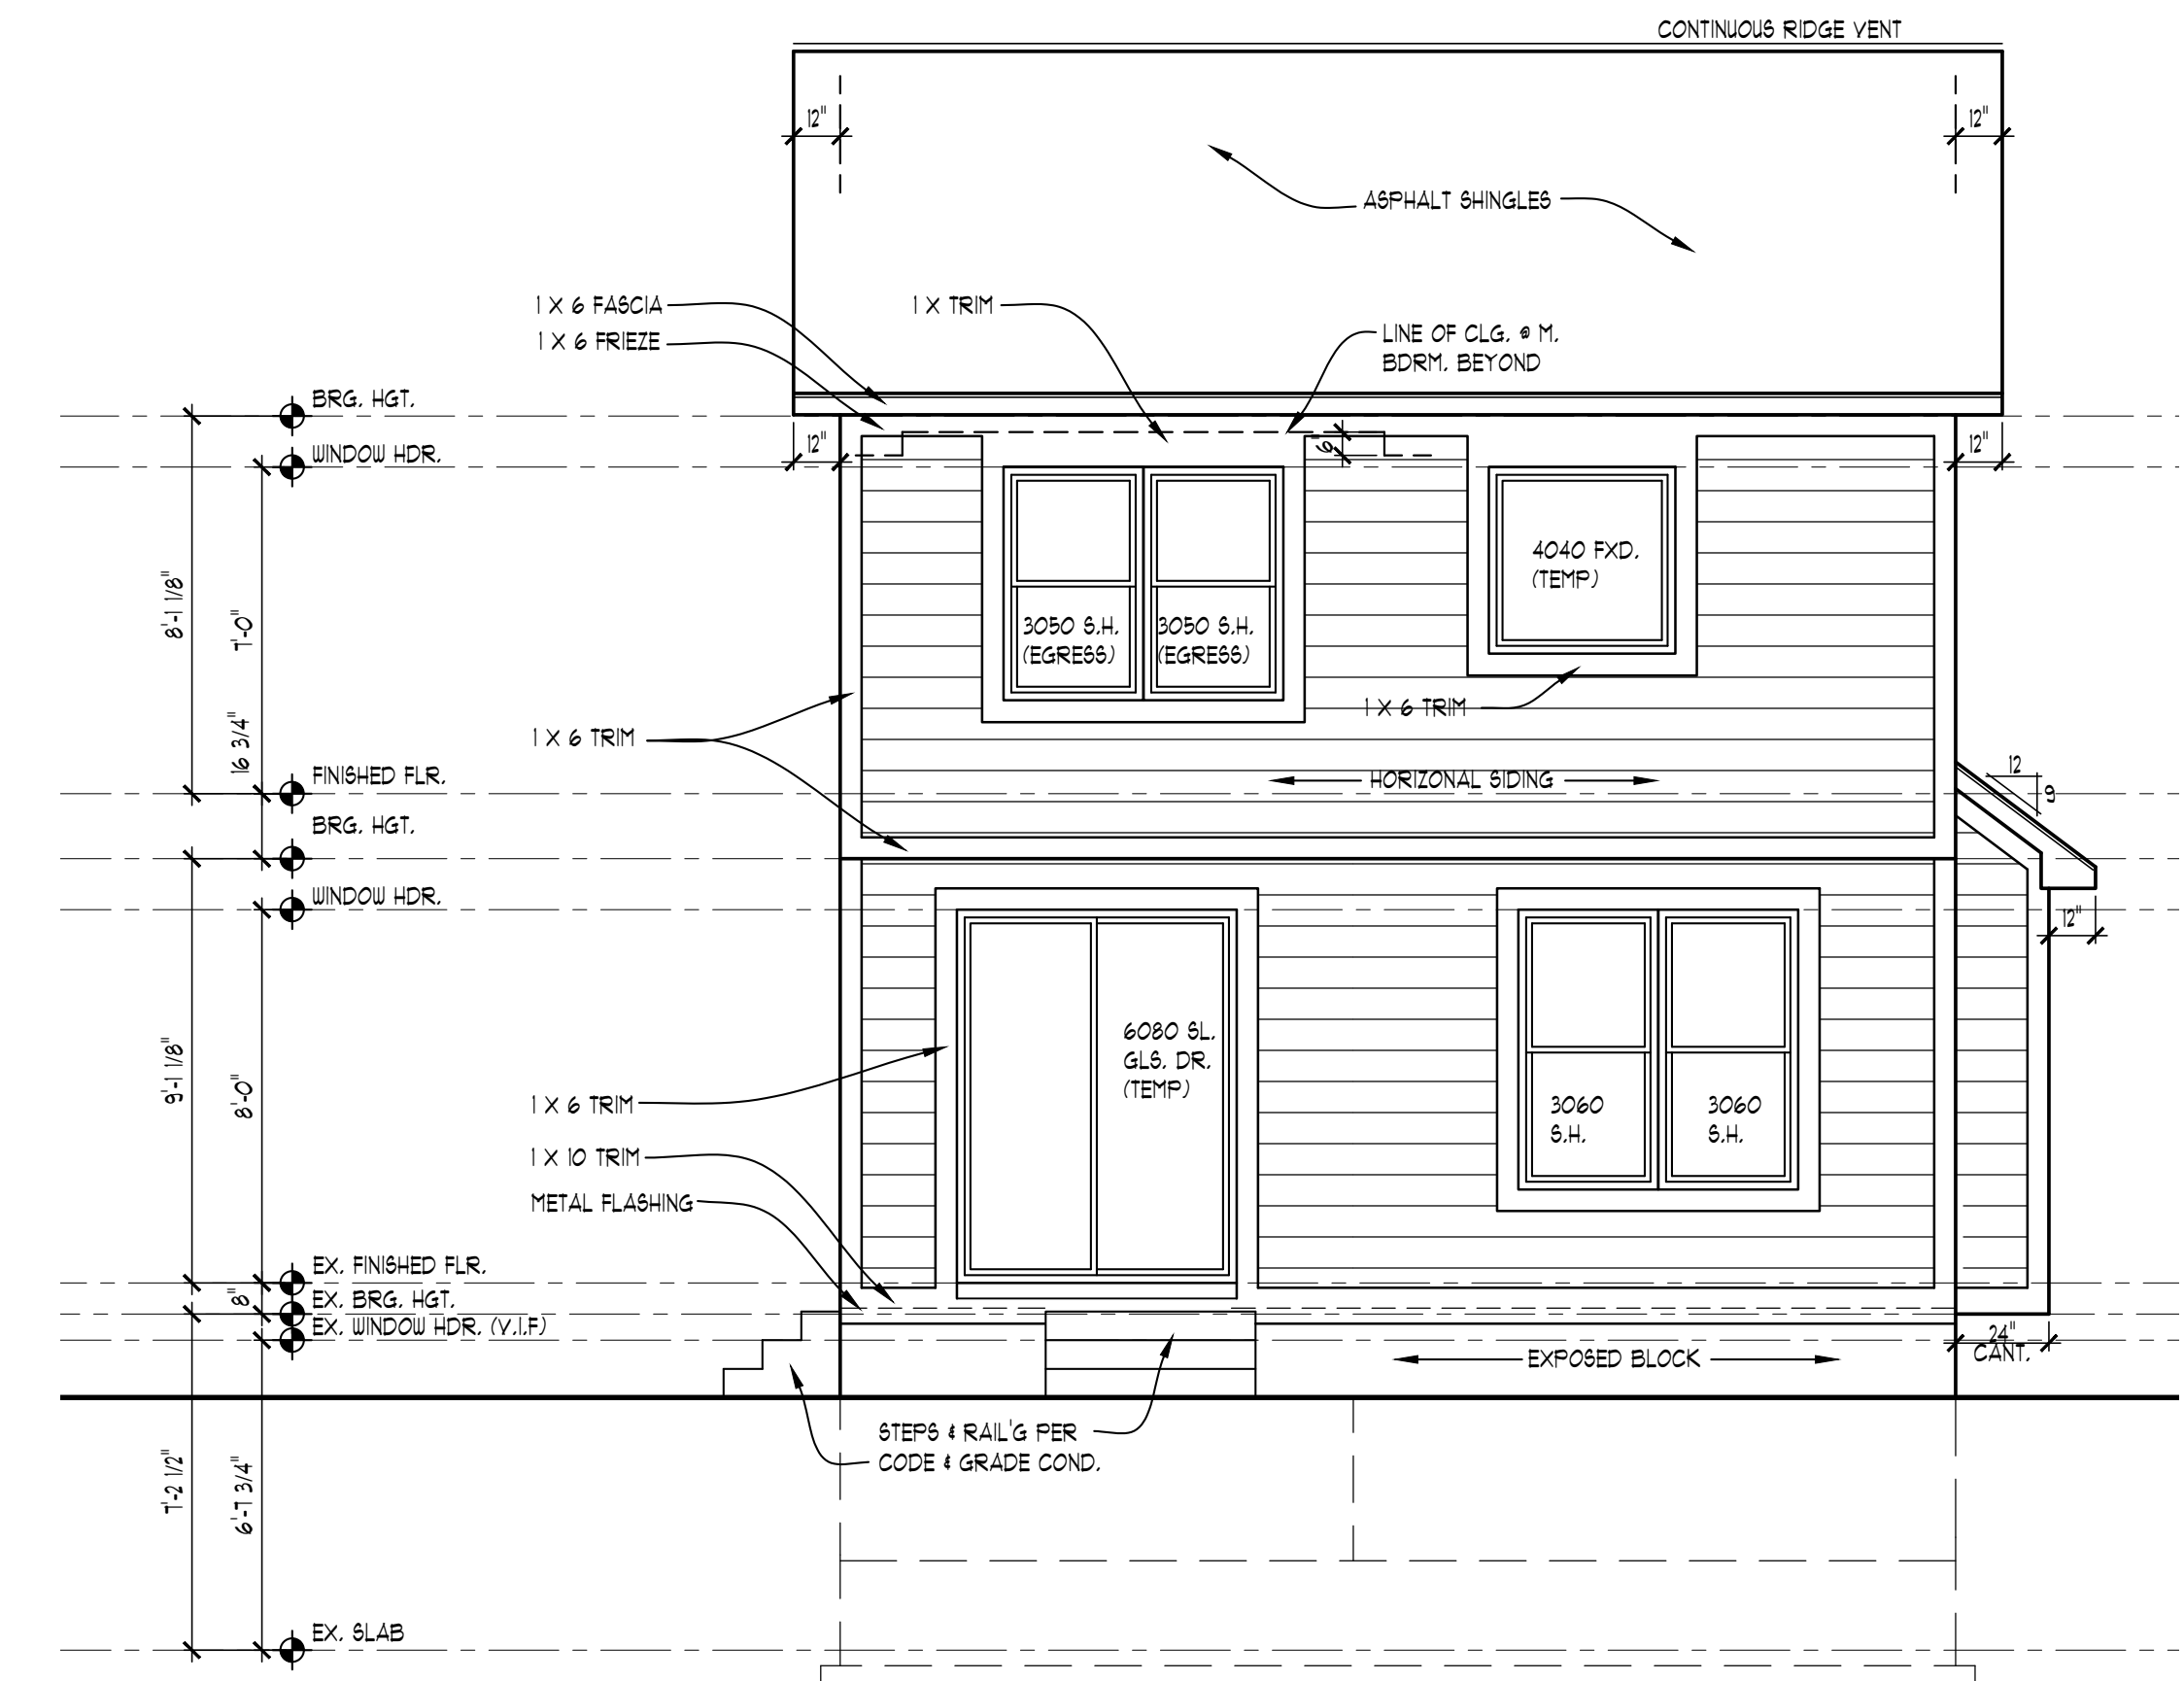 CONTINUOUS RIDGE VENT
12"
12"
ASPHALT SHINGLES
1 X 6 FASCIA
1 X TRIM
1 X 6 FRIEZE
LINE OF CLG. @ M.
BDRM. BEYOND
BRG. HGT.
12"
6"
12"
WINDOW HDR.
4040 FXD.
(TEMP)
8'-1 1/8"
7'-0"
3050 S.H.
(EGRESS)
3050 S.H.
(EGRESS)
1 X 6 TRIM
1 X 6 TRIM
16 3/4"
FINISHED FLR.
HORIZONAL SIDING
12
9
BRG. HGT.
WINDOW HDR.
12"
9'-1 1/8"
8'-0"
6080 SL.
GLS. DR.
(TEMP)
1 X 6 TRIM
3060
S.H.
3060
S.H.
1 X 10 TRIM
METAL FLASHING
EX. FINISHED FLR.
8"
EX. BRG. HGT.
EX. WINDOW HDR. (V.I.F)
24"
CANT.
EXPOSED BLOCK
STEPS & RAIL'G PER
CODE & GRADE COND.
7'-2 1/2"
6'-7 3/4"
EX. SLAB